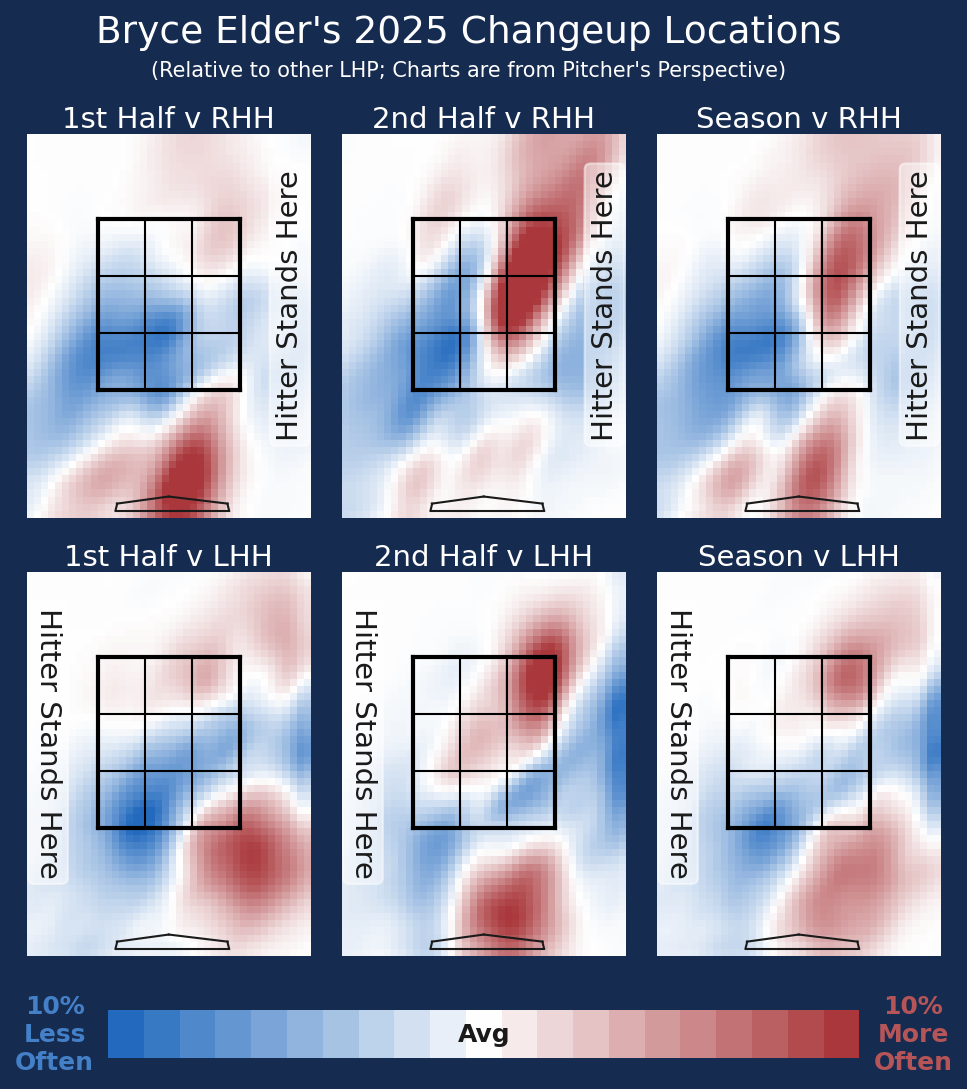 Bryce Elder's 2025 Changeup Locations
(Relative to other LHP; Charts are from Pitcher's Perspective)
1st Half v RHH
2nd Half v RHH
Season v RHH
Hitter Stands Here
Hitter Stands Here
Hitter Stands Here
1st Half v LHH
2nd Half v LHH
Season v LHH
Hitter Stands Here
Hitter Stands Here
Hitter Stands Here
10%
Less
Often
Avg
10%
More
Often